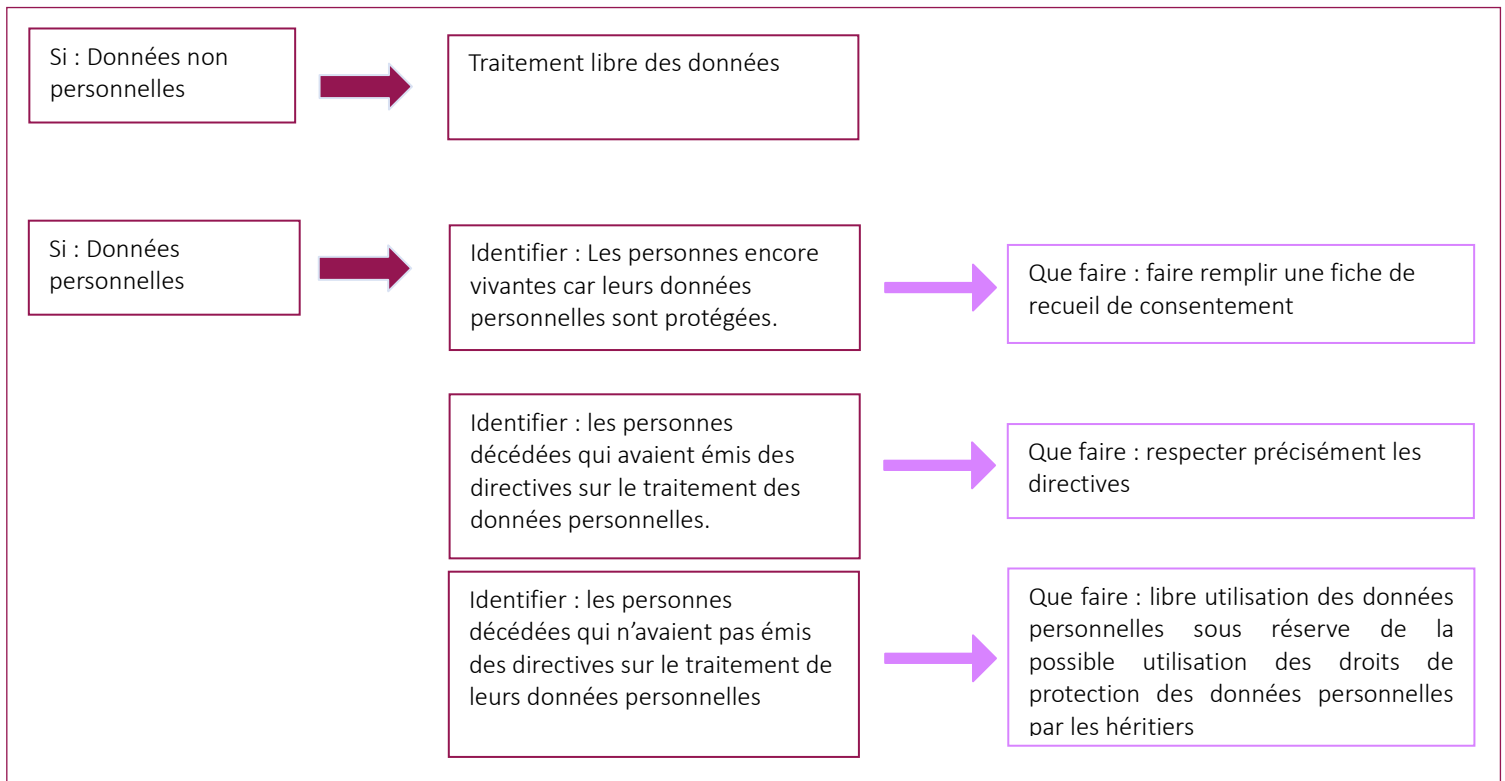 Si : Données non
personnelles
Traitement libre des données
Si : Données
personnelles
Identifier : Les personnes encore
vivantes car leurs données
personnelles sont protégées.
Que faire : faire remplir une fiche de
recueil de consentement
Identifier : les personnes
décédées qui avaient émis des
directives sur le traitement des
données personnelles.
Que faire : respecter précisément les
directives
Identifier : les personnes
décédées qui n’avaient pas émis
des directives sur le traitement de
leurs données personnelles
Que faire : libre utilisation des données
personnelles sous réserve de la
possible utilisation des droits de
protection des données personnelles
par les héritiers